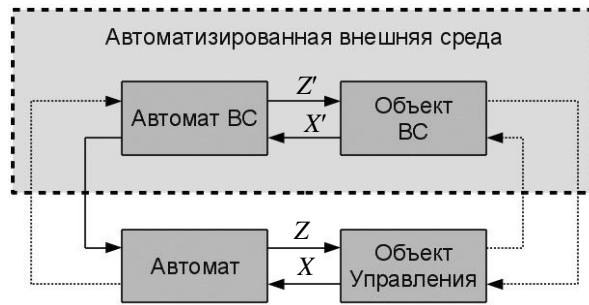 Автоматизированная внешняя среда
Автомат ВС
Z'
X'
Объект
ВС
Автомат
Z
X
Объект
Управления